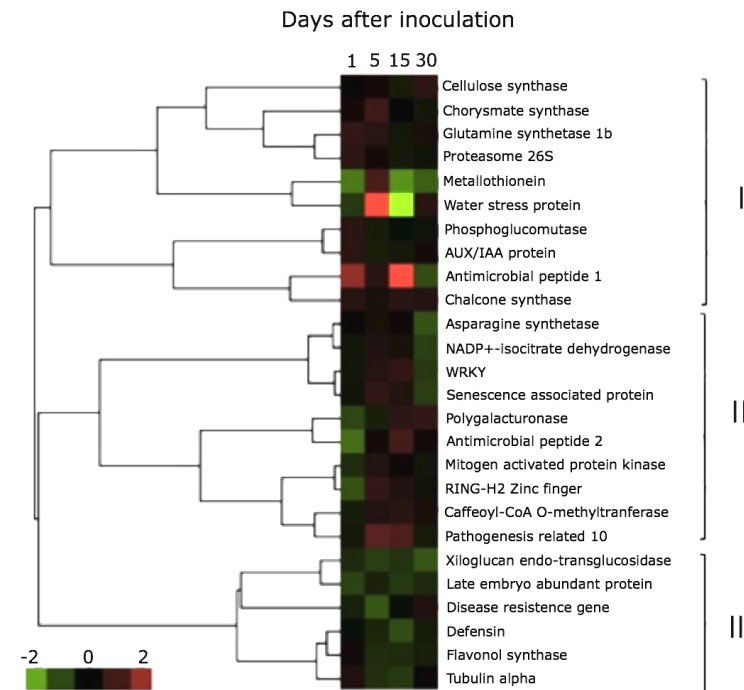 Days after inoculation
1 5 15 30
Cellulose synthase
Chorysmate synthase
Glutamine synthetase 1b
Proteasome 26S
Metallothionein
Water stress protein
Phosphoglucomutase
AUX/IAA protein
Antimicrobial peptide 1
Chalcone synthase
I
Asparagine synthetase
NADP+-isocitrate dehydrogenase
WRKY
Senescence associated protein
Polygalacturonase
Antimicrobial peptide 2
Mitogen activated protein kinase
RING-H2 Zinc finger
Caffeoyl-CoA O-methyltranferase
Pathogenesis related 10
II
Xiloglucan endo-transglucosidase
Late embryo abundant protein
Disease resistence gene
Defensin
Flavonol synthase
Tubulin alpha
II
-2 0 2